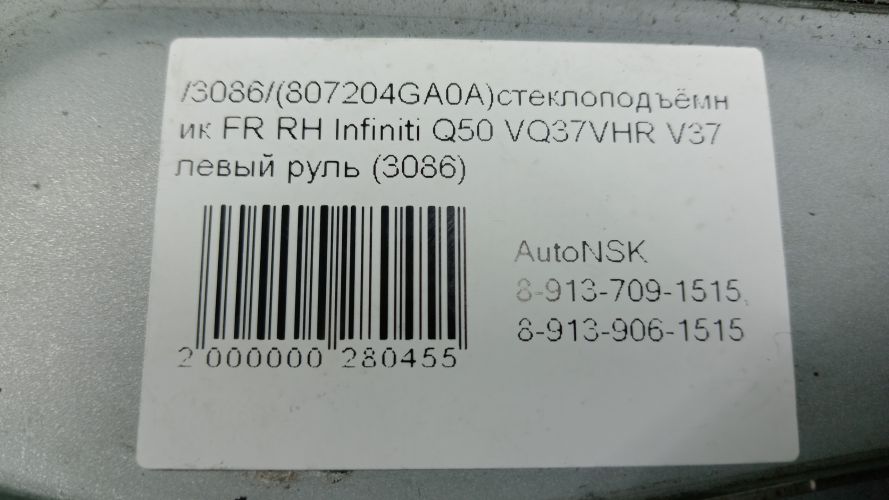 /3086/(807204GA0A)стеклоподъёмн
ик FR RH Infiniti Q50 VQ37VHR V37
левый руль (3086)
AutoNSK
8-913-709-1515,
8-913-906-1515
2 000000 280455